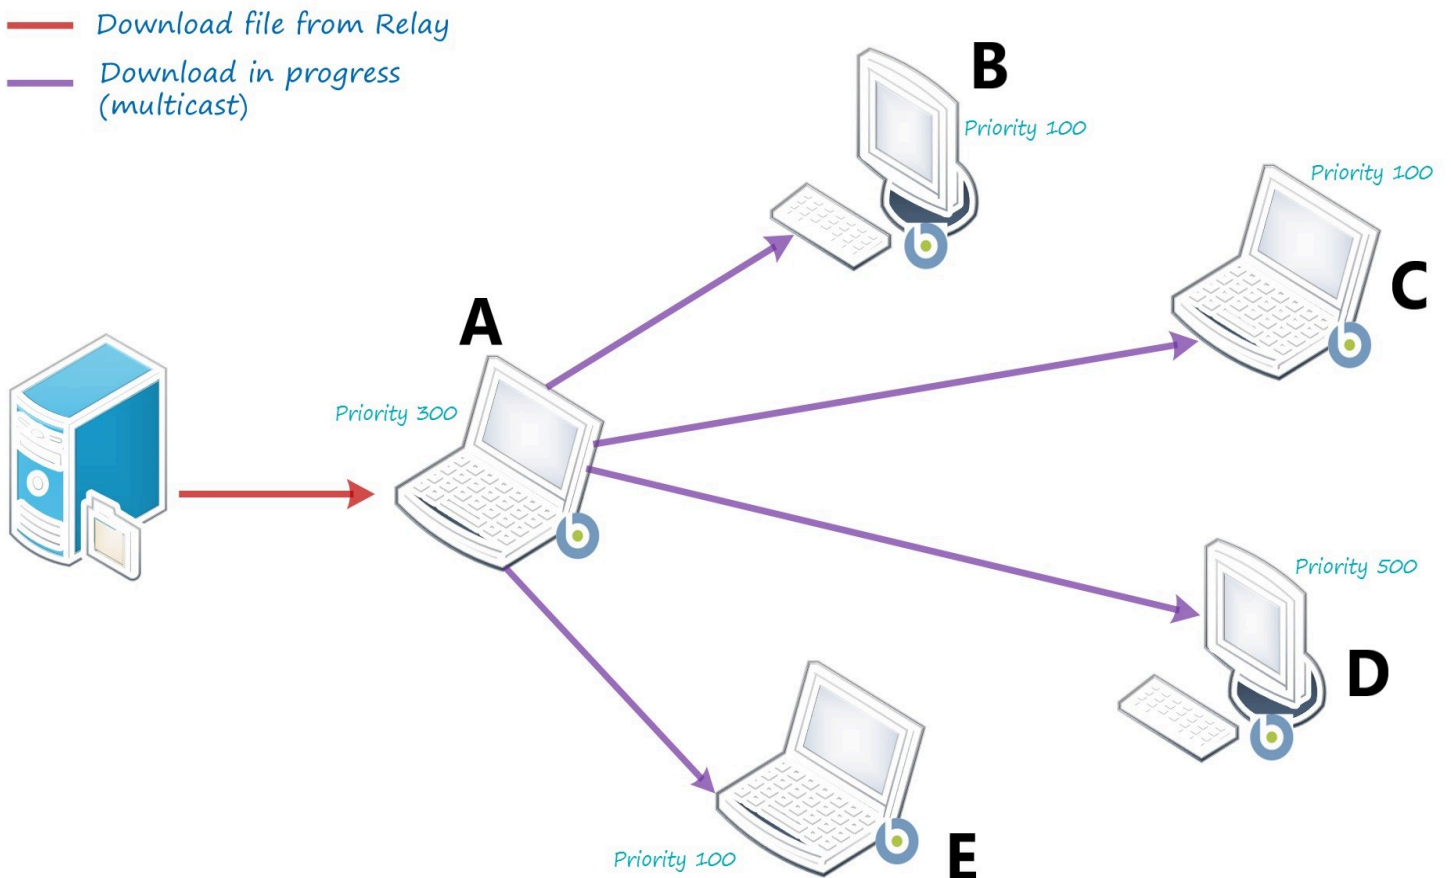 Download file from Relay
Download in progress
(multicast)
B
Priority 100
Priority 100
C
A
Priority 300
Priority 500
D
Priority 100
E